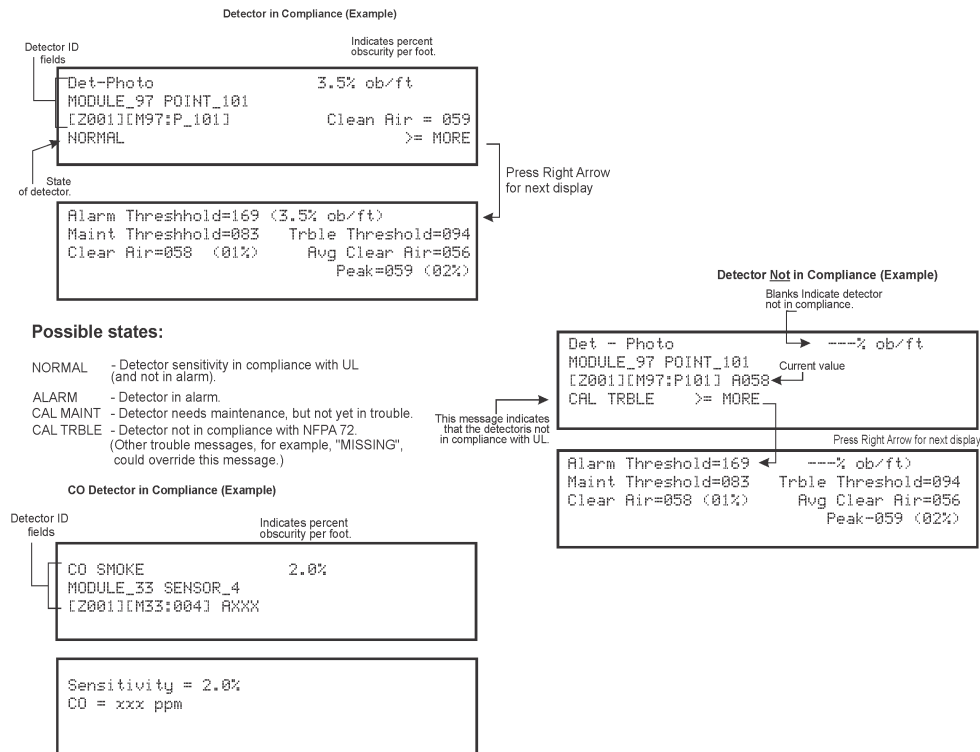 Detector in Compliance (Example)
Detector ID
fields
Indicates percent
obscurity per foot.
Det-Photo 3.5% ob/ft
MODULE_97 POINT_101
[Z001][M97:P_101] Clean Air = 059
NORMAL >= MORE
State
of detector.
Press Right Arrow
for next display
Alarm Threshhold=169 (3.5% ob/ft)
Maint Threshhold=083 Trble Threshold=094
Clear Air=058 (01%) Avg Clear Air=056
Peak=059 (02%)
Possible states:
NORMAL - Detector sensitivity in compliance with UL
(and not in alarm).
ALARM - Detector in alarm.
CAL MAINT - Detector needs maintenance, but not yet in trouble.
CAL TRBLE - Detector not in compliance with NFPA 72.
(Other trouble messages, for example, "MISSING",
could override this message.)
Detector Not in Compliance (Example)
Blanks Indicate detector
not in compliance.
Det - Photo ---% ob/ft
MODULE_97 POINT_101
[Z001][M97:P101] A058
Current value
CAL TRBLE >= MORE
This message indicates
that the detectoris not
in compliance with UL.
Press Right Arrow for next display
Alarm Threshold=169 ---% ob/ft)
Maint Threshold=083 Trble Threshold=094
Clear Air=058 (01%) Avg Clear Air=056
Peak-059 (02%)
CO Detector in Compliance (Example)
Detector ID
fields
Indicates percent
obscurity per foot.
CO SMOKE 2.0%
MODULE_33 SENSOR_4
[Z001][M33:004] AXXX
Sensitivity = 2.0%
CO = xxx ppm